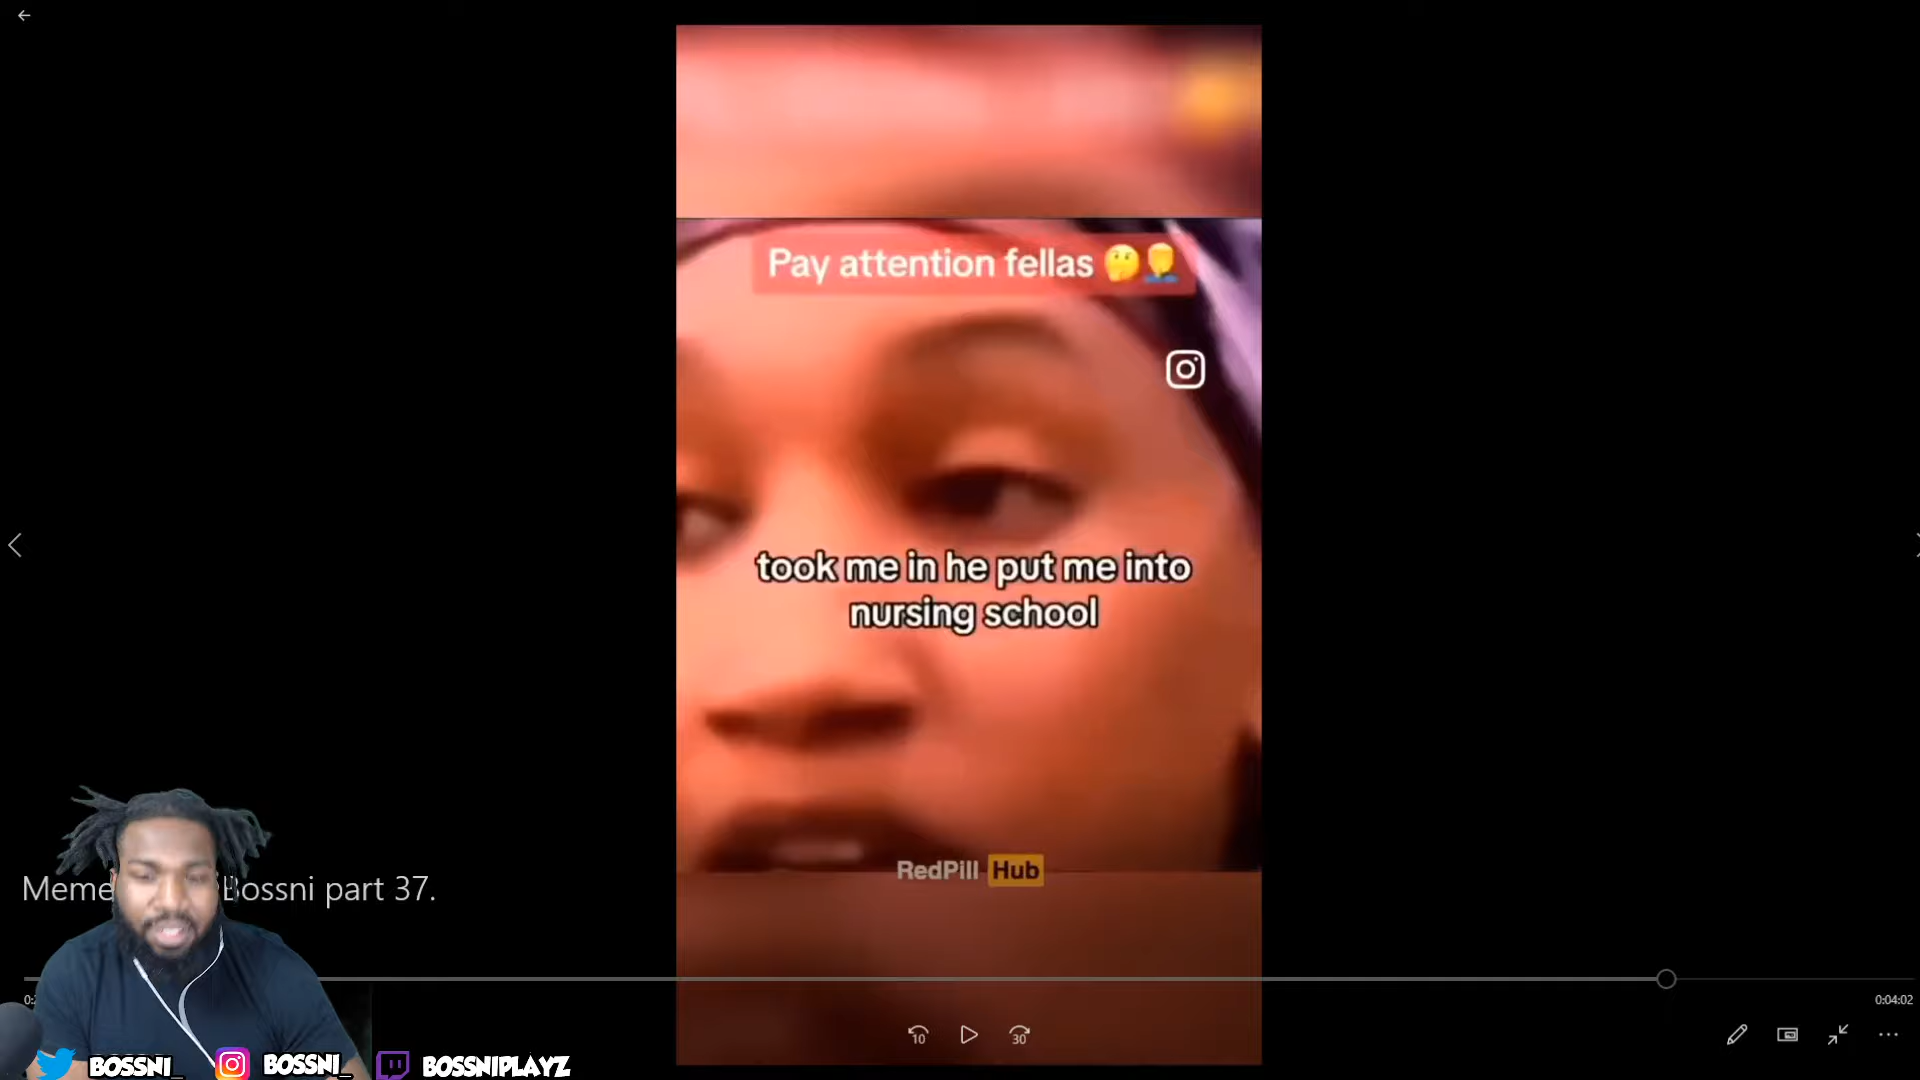 Pay attention fellas
took me in he put me into
nursing school
RedPill Hub
Meme Bossni part 37.
0:04:02
10
30
BOSSNI_
BOSSNI_
BOSSNIPLAYZ